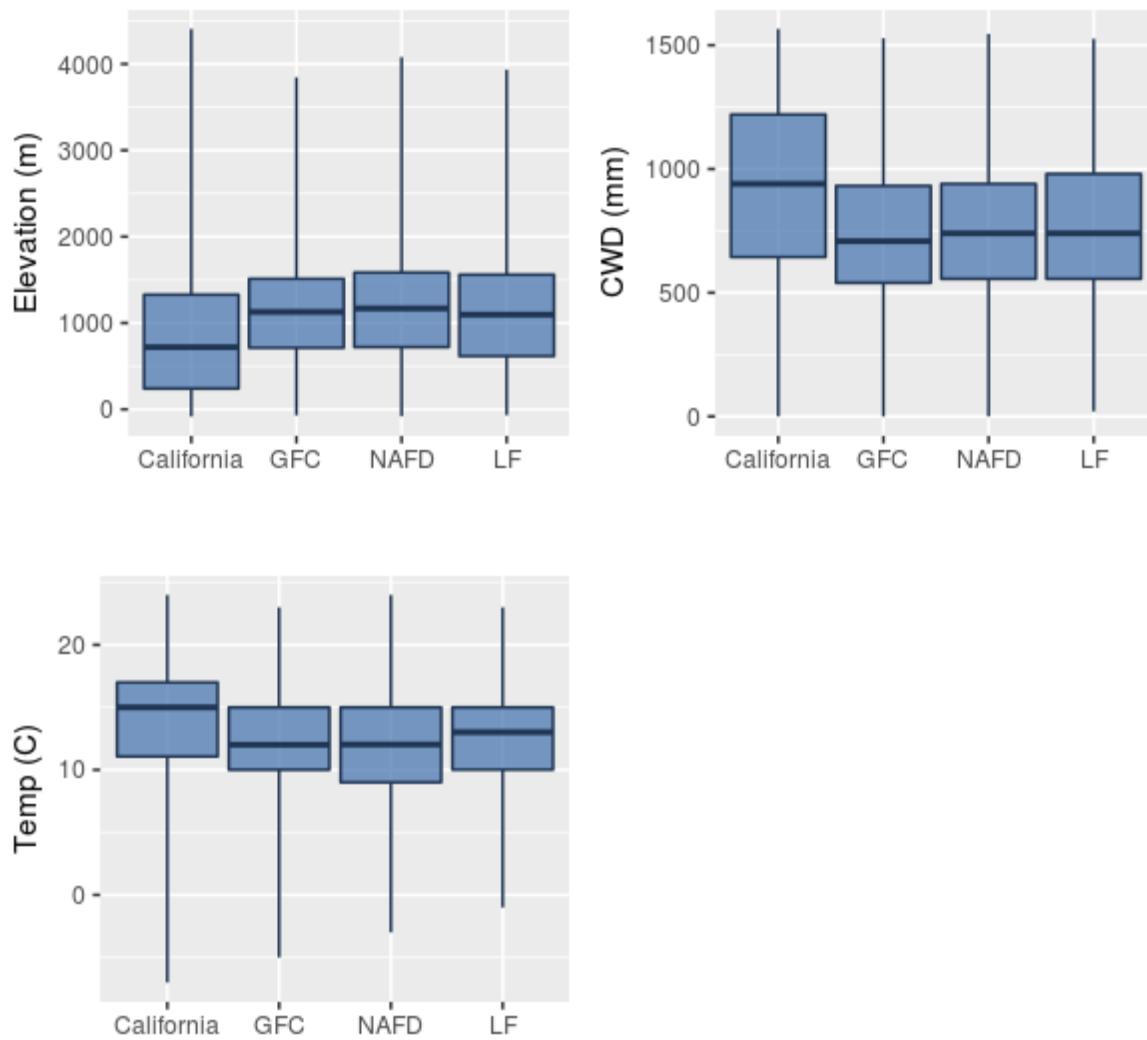 Elevation (m)
4000
3000
2000
1000
0
California GFC NAFD LF
CWD (mm)
1500
1000
500
0
California GFC NAFD LF
Temp (C)
20
10
0
California GFC NAFD LF